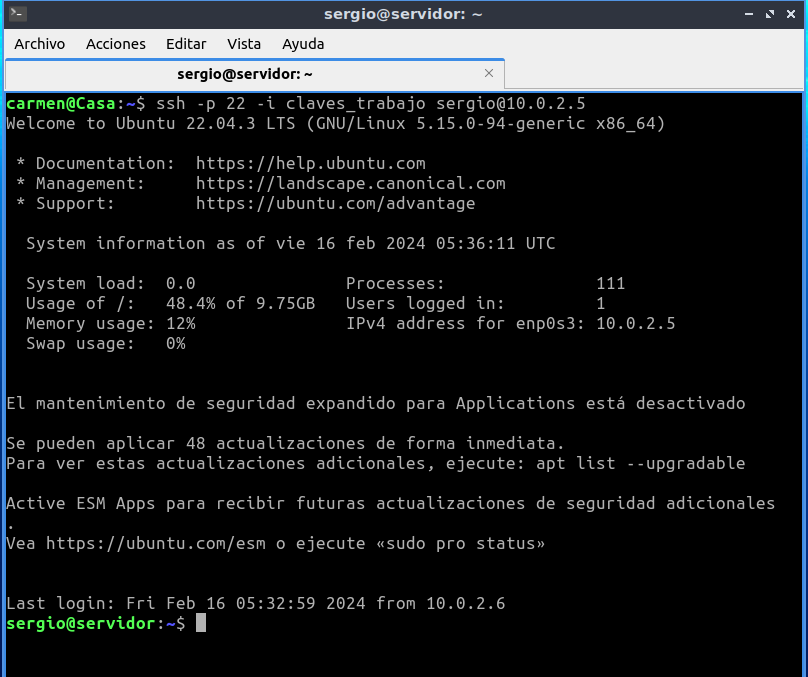 sergio@servidor: ~
Archivo Acciones Editar Vista Ayuda
sergio@servidor: ~
carmen@Casa:~$ ssh -p 22 -i claves_trabajo sergio@10.0.2.5
Welcome to Ubuntu 22.04.3 LTS (GNU/Linux 5.15.0-94-generic x86_64)
* Documentation: https://help.ubuntu.com
* Management: https://landscape.canonical.com
* Support: https://ubuntu.com/advantage
System information as of vie 16 feb 2024 05:36:11 UTC
System load: 0.0 Processes: 111
Usage of /: 48.4% of 9.75GB Users logged in: 1
Memory usage: 12% IPv4 address for enp0s3: 10.0.2.5
Swap usage: 0%
El mantenimiento de seguridad expandido para Applications está desactivado
Se pueden aplicar 48 actualizaciones de forma inmediata.
Para ver estas actualizaciones adicionales, ejecute: apt list --upgradable
Active ESM Apps para recibir futuras actualizaciones de seguridad adicionales
.
Vea https://ubuntu.com/esm o ejecute «sudo pro status»
Last login: Fri Feb 16 05:32:59 2024 from 10.0.2.6
sergio@servidor:~$